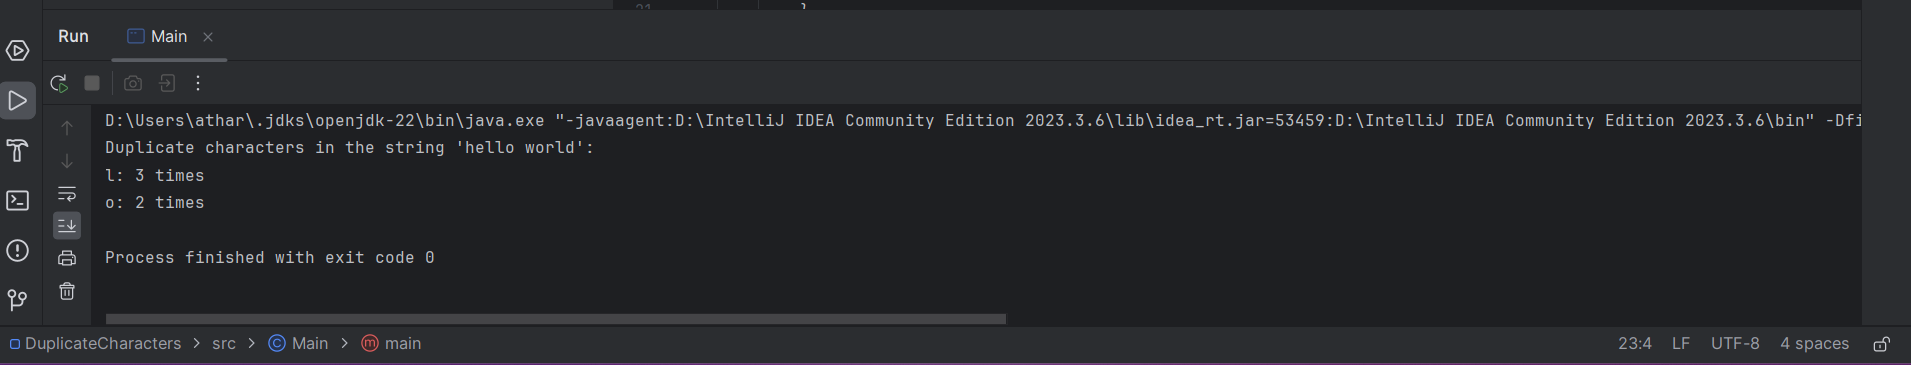 Run Main
D:\Users\athar\.jdks\openjdk-22\bin\java.exe "-javaagent:D:\IntelliJ IDEA Community Edition 2023.3.6\lib\idea_rt.jar=53459:D:\IntelliJ IDEA Community Edition 2023.3.6\bin" -Dfi
Duplicate characters in the string 'hello world':
l: 3 times
o: 2 times
Process finished with exit code 0
DuplicateCharacters > src > Main > main 23:4 LF UTF-8 4 spaces